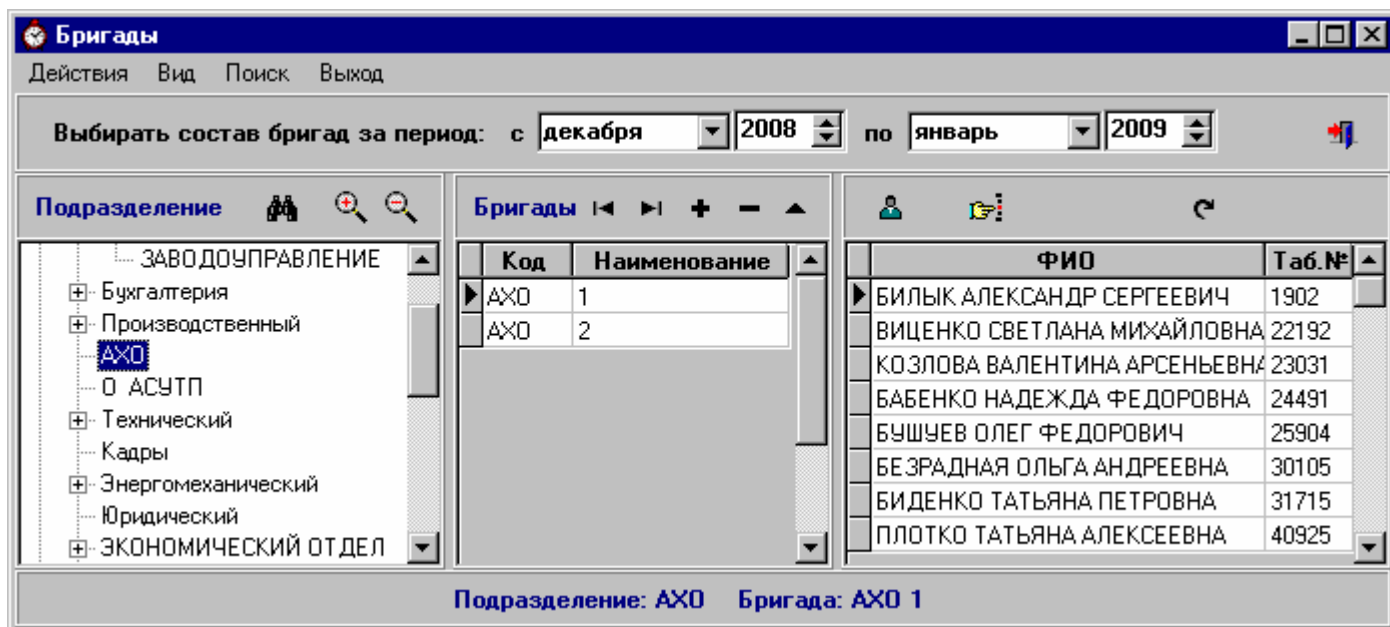 Бригады
Действия Вид Поиск Выход
Выбирать состав бригад за период: с декабря 2008 по январь 2009
Подразделение
ЗАВОДОУПРАВЛЕНИЕ
Бухгалтерия
Производственный
АХО
О АСУТП
Технический
Кадры
Энергомеханический
Юридический
ЭКОНОМИЧЕСКИЙ ОТДЕЛ
Бригады
Код Наименование
АХО 1
АХО 2
ФИО Таб.№
БИЛЫК АЛЕКСАНДР СЕРГЕЕВИЧ 1902
ВИЦЕНКО СВЕТЛАНА МИХАЙЛОВНА 22192
КОЗЛОВА ВАЛЕНТИНА АРСЕНЬЕВНА 23031
БАБЕНКО НАДЕЖДА ФЕДОРОВНА 24491
БУШУЕВ ОЛЕГ ФЕДОРОВИЧ 25904
БЕЗРАДНАЯ ОЛЬГА АНДРЕЕВНА 30105
БИДЕНКО ТАТЬЯНА ПЕТРОВНА 31715
ПЛОТКО ТАТЬЯНА АЛЕКСЕЕВНА 40925
Подразделение: АХО Бригада: АХО 1